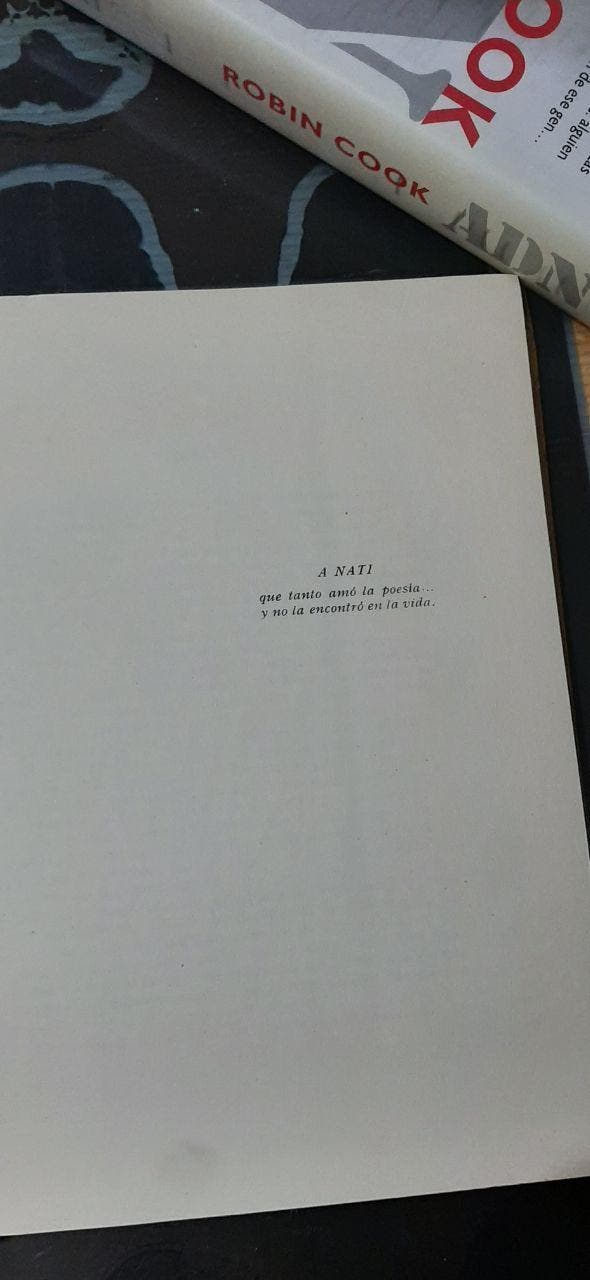 OOK
de ese gen...
alguien
ROBIN COOK
ADN
A NATI
que tanto amó la poesía...
y no la encontró en la vida.